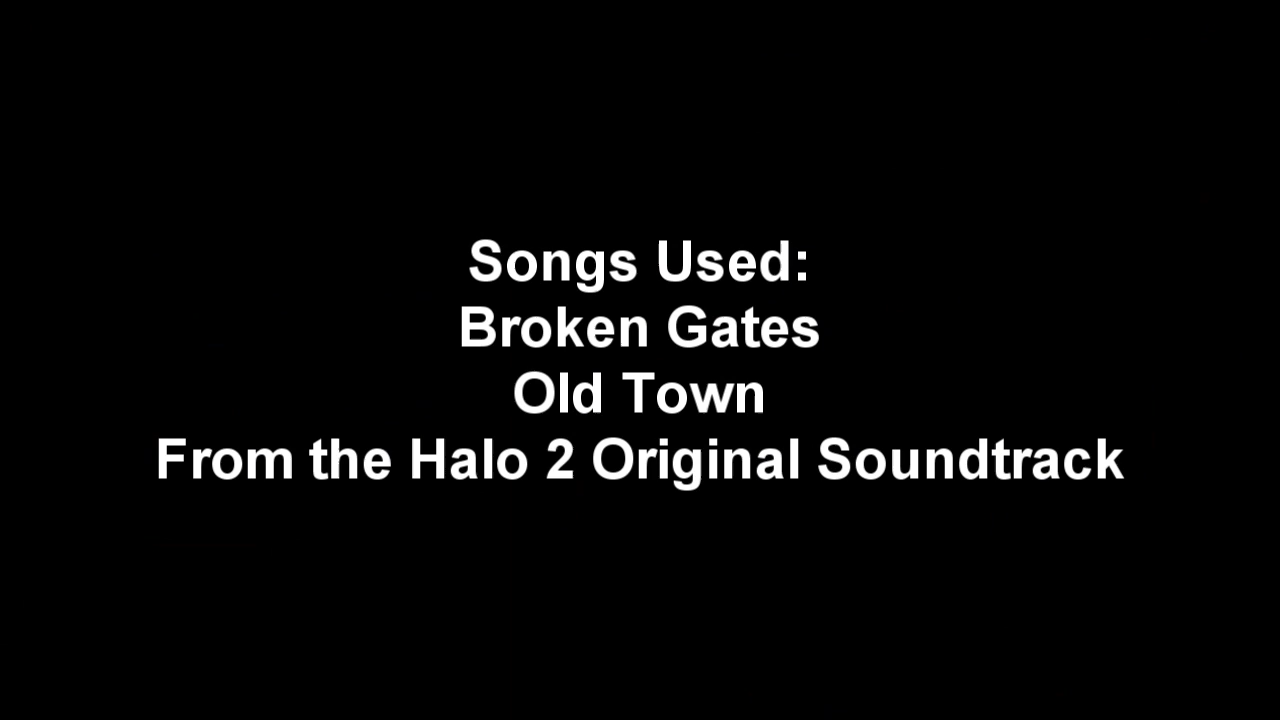 Songs Used:
Broken Gates
Old Town
From the Halo 2 Original Soundtrack